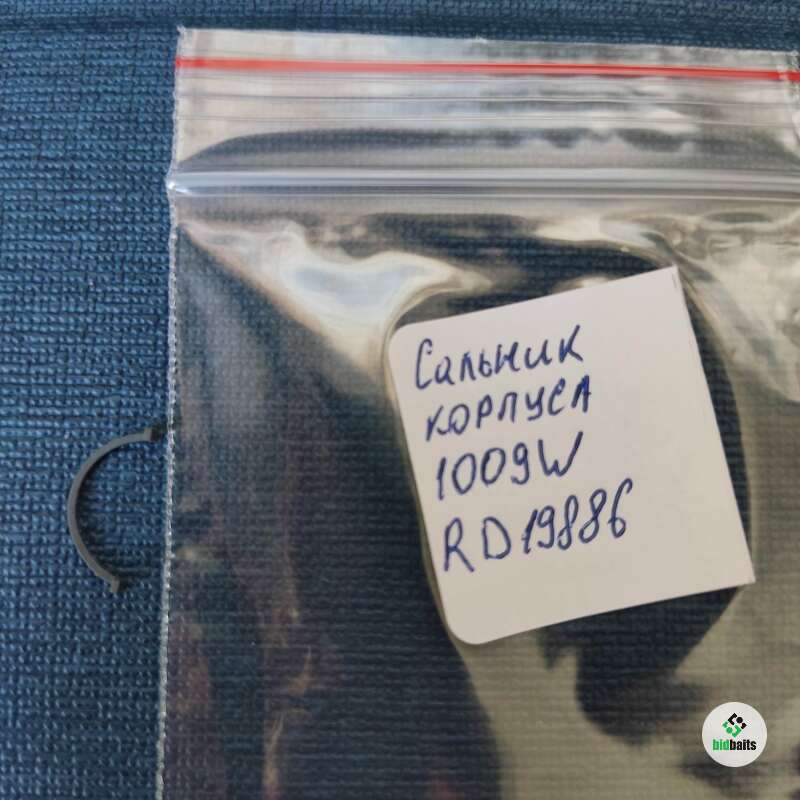 Сальник
корпуса
1009W
RD19886
bidbaits